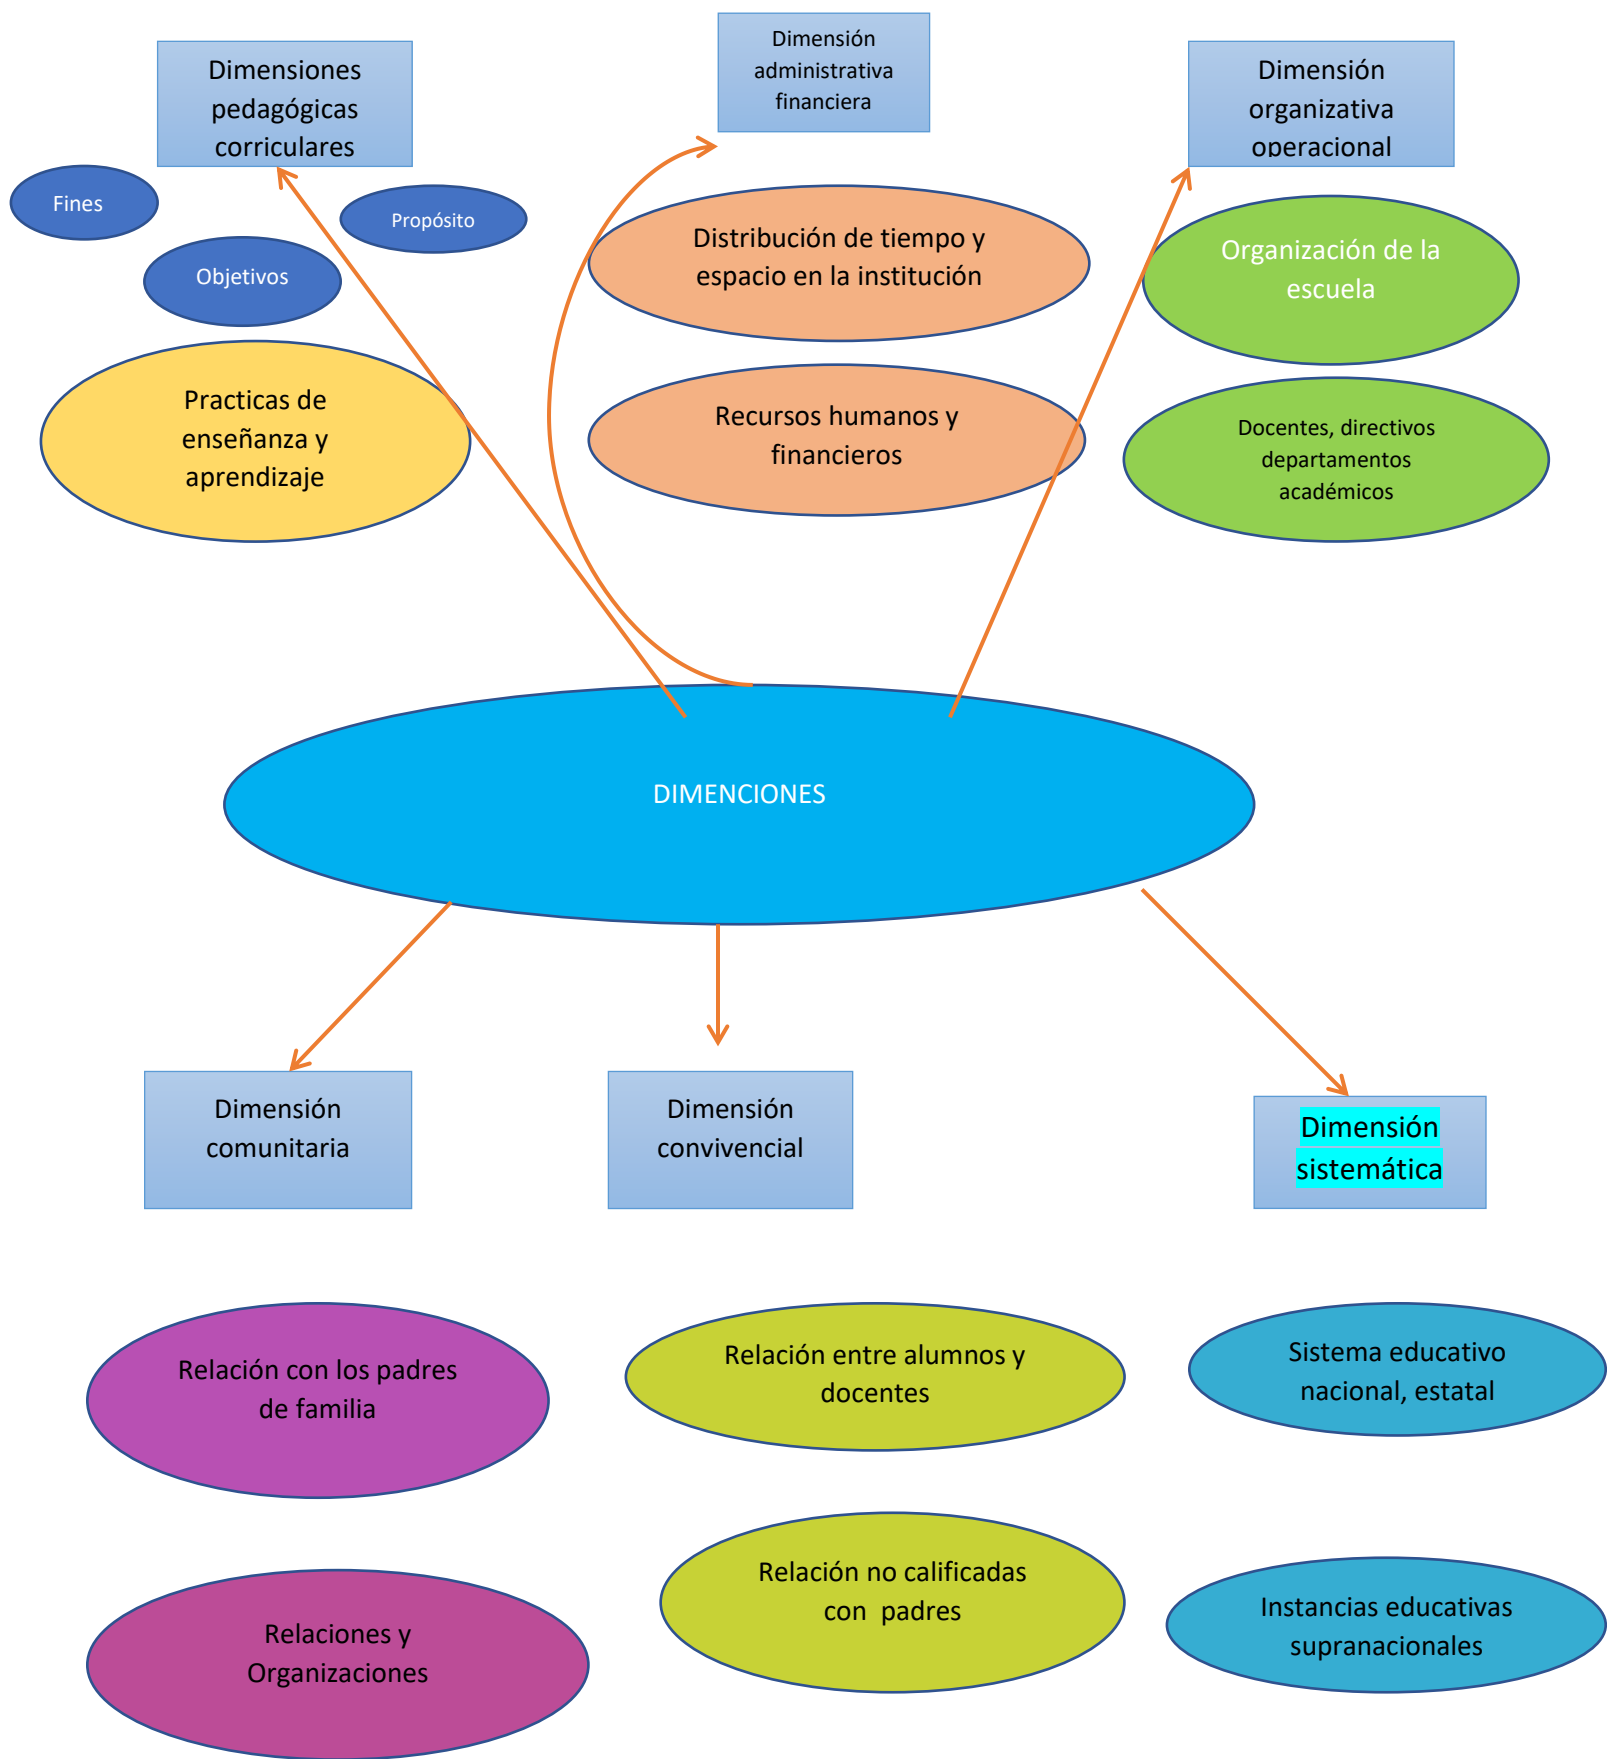 Dimensiones
pedagógicas
corriculares
Dimensión
administrativa
financiera
Dimensión
organizativa
operacional
Fines
Propósito
Objetivos
Practicas de
enseñanza y
aprendizaje
Distribución de tiempo y
espacio en la institución
Recursos humanos y
financieros
Organización de la
escuela
Docentes, directivos
departamentos
académicos
DIMENCIONES
Dimensión
comunitaria
Dimensión
convivencial
Dimensión
sistemática
Relación con los padres
de familia
Relaciones y
Organizaciones
Relación entre alumnos y
docentes
Relación no calificadas
con  padres
Sistema educativo
nacional, estatal
Instancias educativas
supranacionales